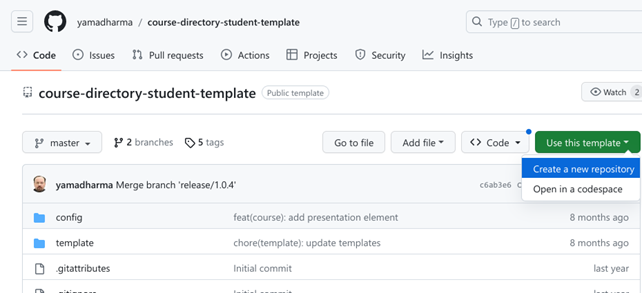 yamadharma / course-directory-student-template
Type / to search
Code Issues Pull requests Actions Projects Security Insights
course-directory-student-template Public template
Watch 2
master 2 branches 5 tags Go to file Add file Code Use this template
Create a new repository
Open in a codespace
yamadharma Merge branch 'release/1.0.4' c6ab3e6
config feat(course): add presentation element 8 months ago
template chore(template): update templates 8 months ago
.gitattributes Initial commit last year
.gitignore Initial commit last year